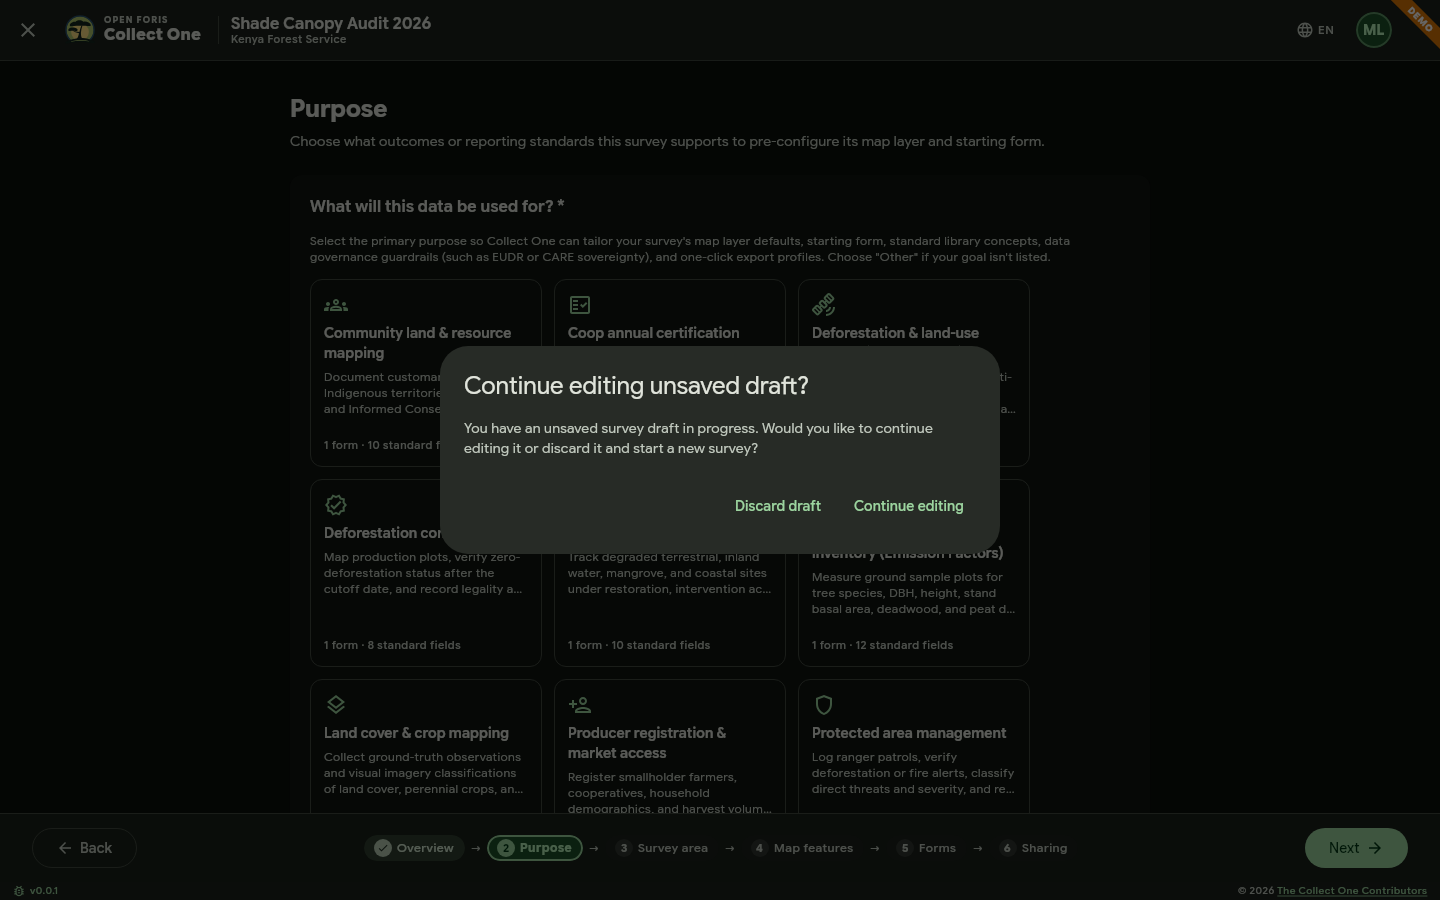 OPEN FORIS
Collect One
Shade Canopy Audit 2026
Kenya Forest Service
EN
ML
DEMO
Purpose
Choose what outcomes or reporting standards this survey supports to pre-configure its map layer and starting form.
What will this data be used for? *
Select the primary purpose so Collect One can tailor your survey's map layer defaults, starting form, standard library concepts, data
governance guardrails (such as EUDR or CARE sovereignty), and one-click export profiles. Choose "Other" if your goal isn't listed.
Community land & resource
mapping
Document customar
Indigenous territorie
and Informed Conse
1 form · 10 standard f
Coop annual certification
Deforestation & land-use
ti-
a...
Continue editing unsaved draft?
You have an unsaved survey draft in progress. Would you like to continue
editing it or discard it and start a new survey?
Discard draft
Continue editing
Deforestation cor
Map production plots, verify zero-
deforestation status after the
cutoff date, and record legality a...
1 form · 8 standard fields
Track degraded terrestrial, inland
water, mangrove, and coastal sites
under restoration, intervention ac...
1 form · 10 standard fields
Inventory (Emission Factors)
Measure ground sample plots for
tree species, DBH, height, stand
basal area, deadwood, and peat d...
1 form · 12 standard fields
Land cover & crop mapping
Collect ground-truth observations
and visual imagery classifications
of land cover, perennial crops, an...
Producer registration &
market access
Register smallholder farmers,
cooperatives, household
demographics, and harvest volum...
Protected area management
Log ranger patrols, verify
deforestation or fire alerts, classify
direct threats and severity, and re...
Back
Overview
2 Purpose
3 Survey area
4 Map features
5 Forms
6 Sharing
Next
v0.0.1
© 2026 The Collect One Contributors